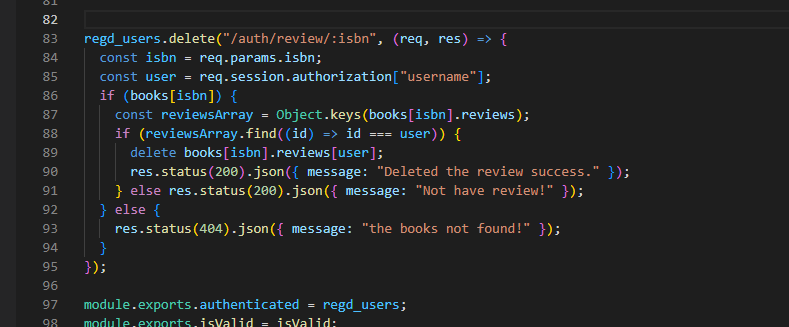 81
82
83 regd_users.delete("/auth/review/:isbn", (req, res) => {
84 const isbn = req.params.isbn;
85 const user = req.session.authorization["username"];
86 if (books[isbn]) {
87 const reviewsArray = Object.keys(books[isbn].reviews);
88 if (reviewsArray.find((id) => id === user)) {
89 delete books[isbn].reviews[user];
90 res.status(200).json({ message: "Deleted the review success." });
91 } else res.status(200).json({ message: "Not have review!" });
92 } else {
93 res.status(404).json({ message: "the books not found!" });
94 }
95 });
96
97 module.exports.authenticated = regd_users;
98 module.exports.isValid = isValid;